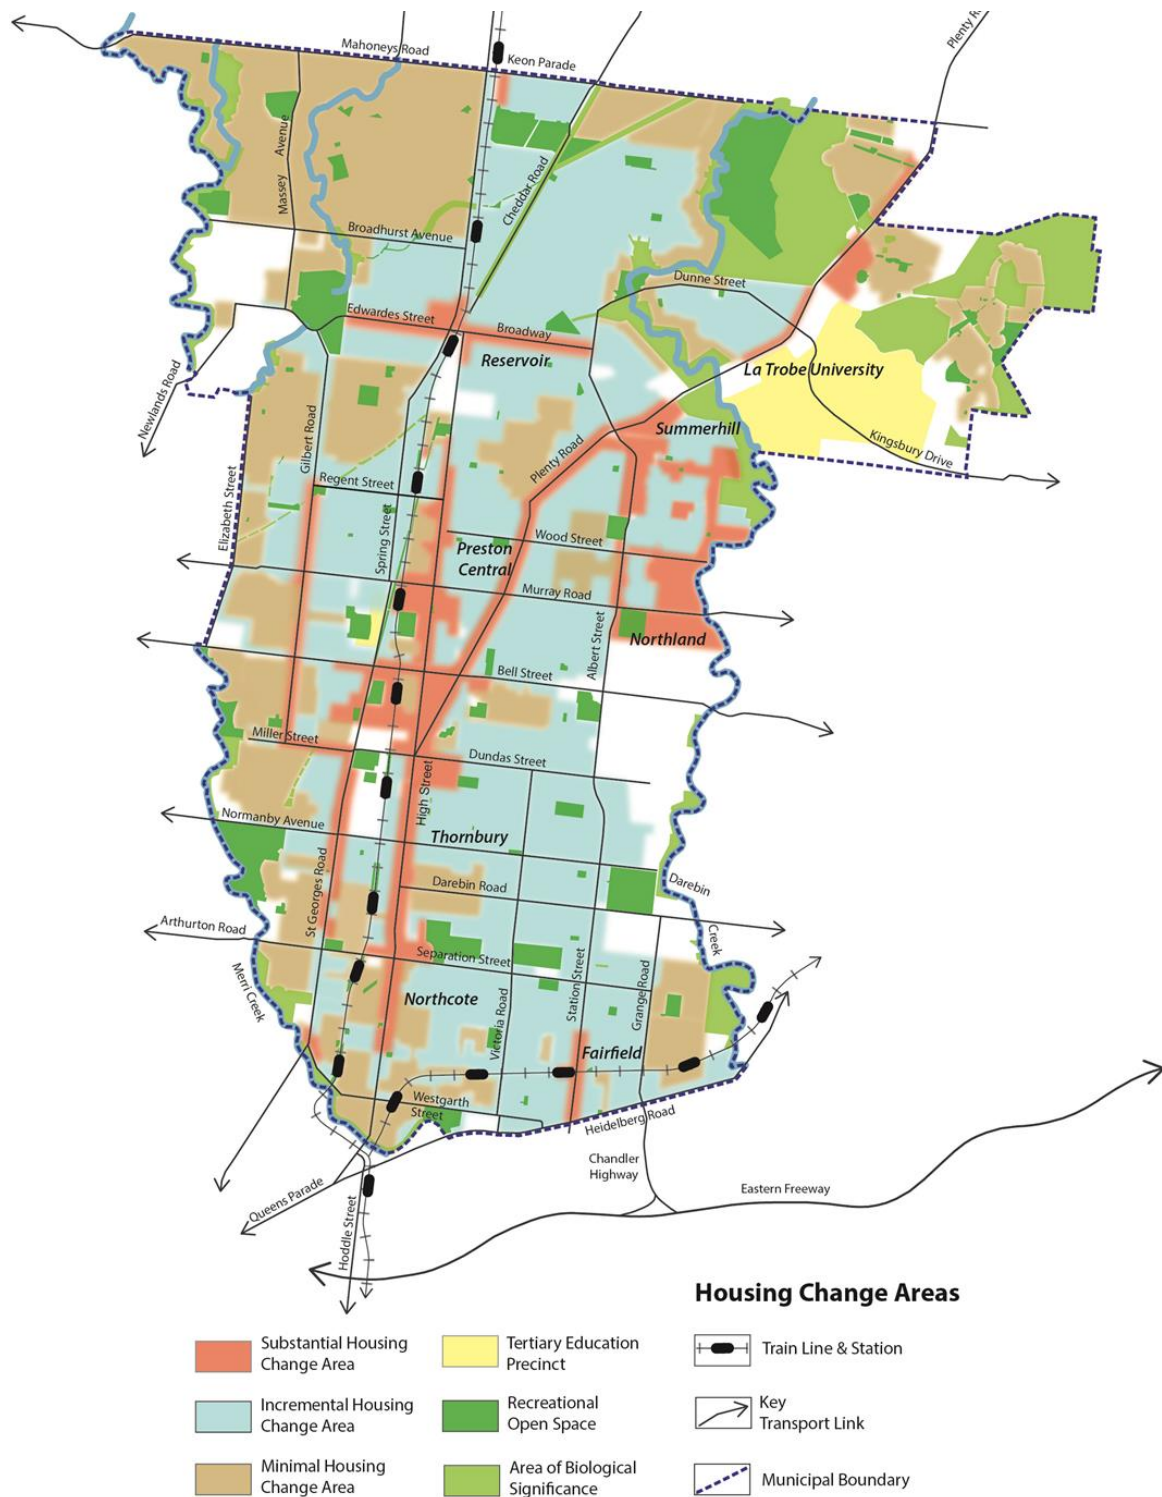 Mahoneys Road
Keon Parade
Plenty R
Massey Avenue
Cheddar Road
Broadhurst Avenue
Dunne Street
Edwardes Street
Broadway
Reservoir
La Trobe University
Newlands Road
Gilbert Road
Summerhill
Kingsbury Drive
Plenty Road
Regent Street
Elizabeth Street
Spring Street
Wood Street
Preston
Central
Murray Road
Albert Street
Northland
Bell Street
Miller Street
Dundas Street
High Street
Normanby Avenue
Thornbury
St Georges Road
Darebin Road
Darebin
Creek
Arthurton Road
Separation Street
Merri Creek
Northcote
Victoria Road
Station Street
Grange Road
Fairfield
Westgarth
Street
Heidelberg Road
Chandler
Highway
Queens Parade
Eastern Freeway
Hoddle Street
Housing Change Areas
Substantial Housing
Change Area
Tertiary Education
Precinct
Train Line & Station
Incremental Housing
Change Area
Recreational
Open Space
Key
Transport Link
Minimal Housing
Change Area
Area of Biological
Significance
Municipal Boundary